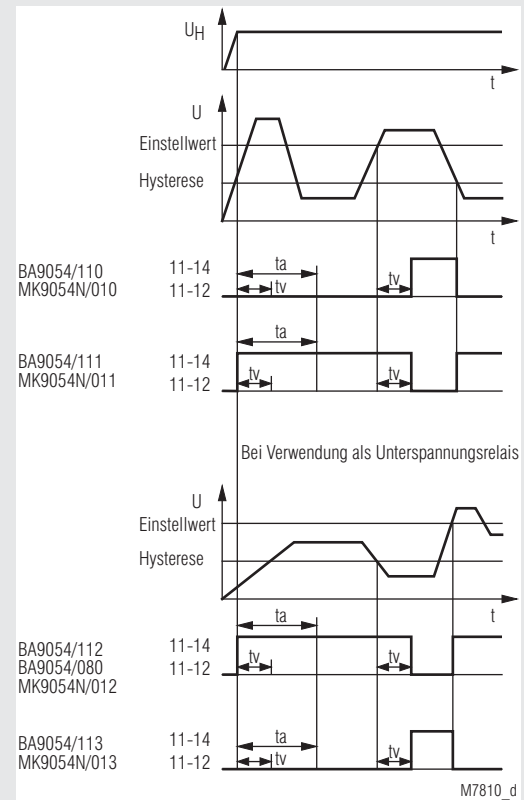 UH
t
U
Einstellwert
Hysterese
t
BA9054/110
MK9054N/010
11-14
11-12
ta
tv
tv
BA9054/111
MK9054N/011
11-14
11-12
ta
tv
tv
Bei Verwendung als Unterspannungsrelais
U
Einstellwert
Hysterese
t
BA9054/112
BA9054/080
MK9054N/012
11-14
11-12
ta
tv
tv
BA9054/113
MK9054N/013
11-14
11-12
ta
tv
tv
M7810_d